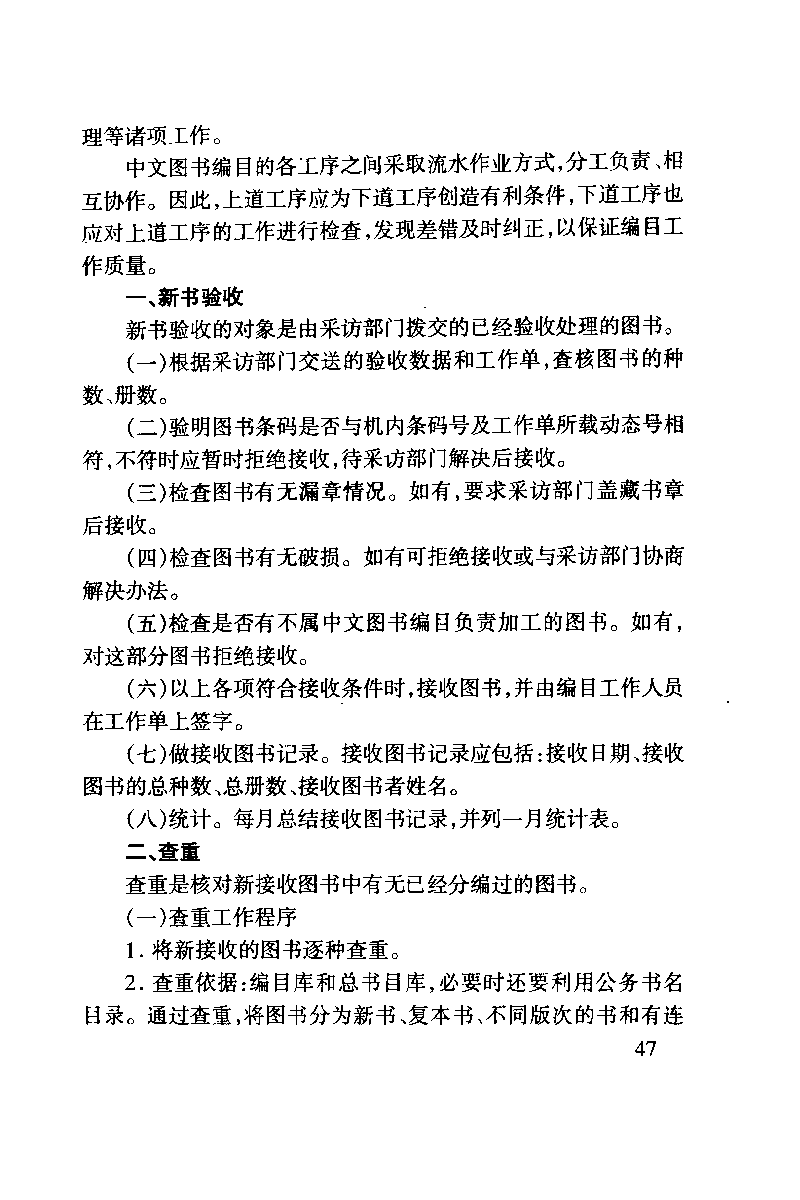 理等诸项工作。
中文图书编目的各工序之间采取流水作业方式,分工负责、相
互协作。因此,上道工序应为下道工序创造有利条件,下道工序也
应对上道工序的工作进行检查,发现差错及时纠正,以保证编目工
作质量。
一、新书验收
新书验收的对象是由采访部门拨交的已经验收处理的图书。
(一)根据采访部门交送的验收数据和工作单,查核图书的种
数、册数。
(二)验明图书条码是否与机内条码号及工作单所载动态号相
符,不符时应暂时拒绝接收,待采访部门解决后接收。
(三)检查图书有无漏章情况。如有,要求采访部门盖藏书章
后接收。
(四)检查图书有无破损。如有可拒绝接收或与采访部门协商
解决办法。
(五)检查是否有不属中文图书编目负责加工的图书。如有,
对这部分图书拒绝接收。
(六)以上各项符合接收条件时,接收图书,并由编目工作人员
在工作单上签字。
(七)做接收图书记录。接收图书记录应包括:接收日期、接收
图书的总种数、总册数、接收图书者姓名。
(八)统计。每月总结接收图书记录,并列一月统计表。
二、查重
查重是核对新接收图书中有无已经分编过的图书。
(一)查重工作程序
1. 将新接收的图书逐种查重。
2. 查重依据:编目库和总书目库,必要时还要利用公务书名
目录。通过查重,将图书分为新书、复本书、不同版次的书和有连
47